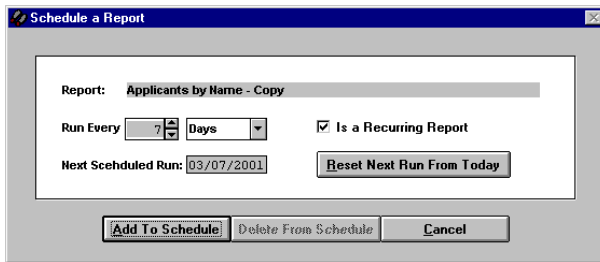 Schedule a Report
Report: Applicants by Name - Copy
Run Every 7 Days Is a Recurring Report
Next Scehduled Run: 03/07/2001 Reset Next Run From Today
Add To Schedule Delete From Schedule Cancel